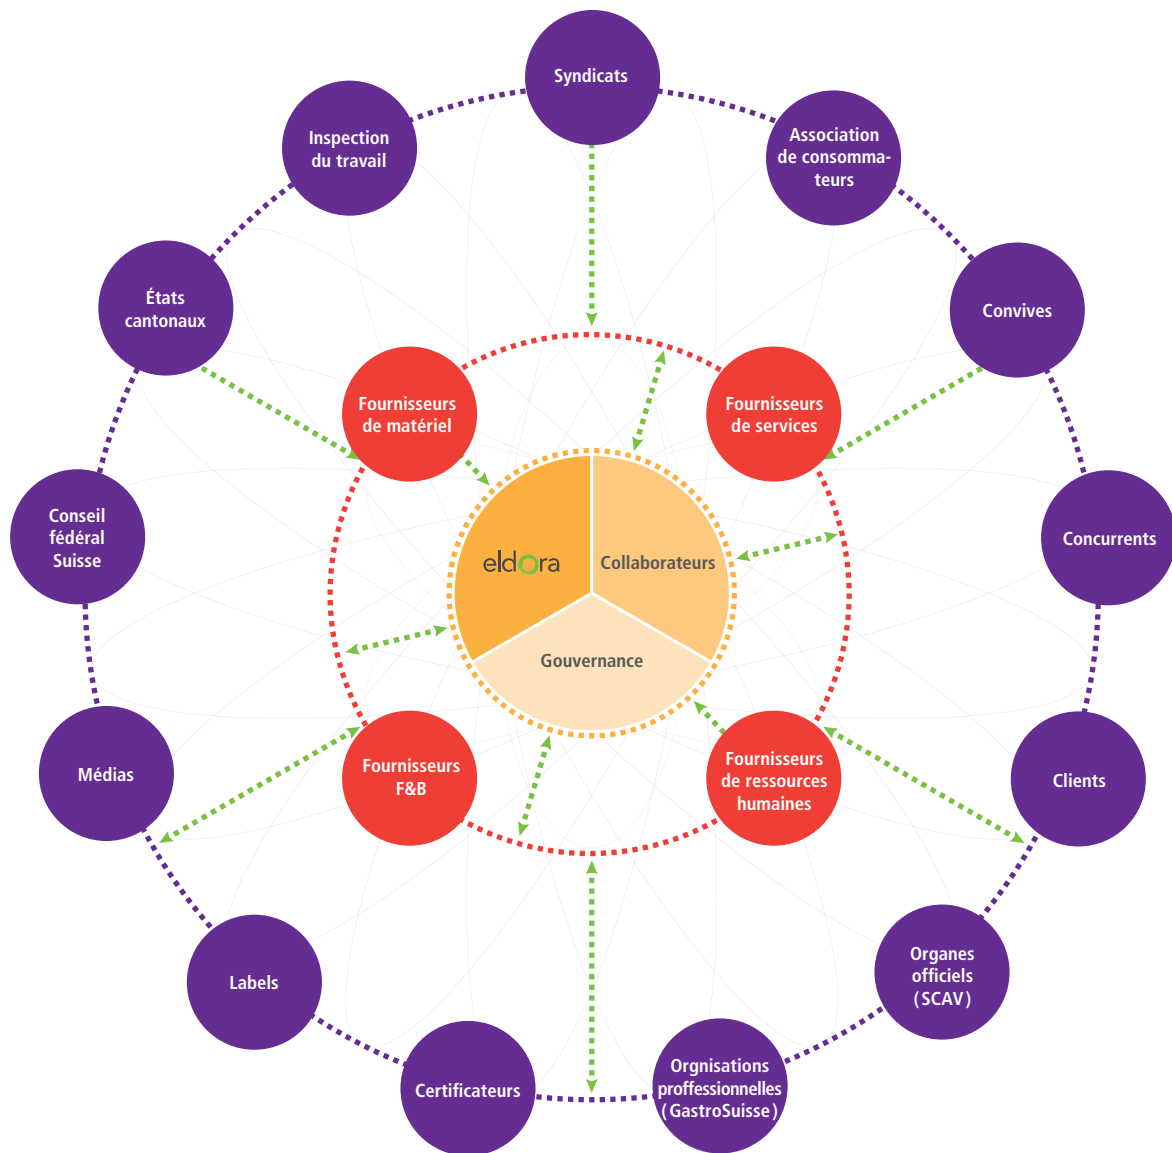 Syndicats
Association
de consomma-
teurs
Inspection
du travail
États
cantonaux
Convives
Fournisseurs
de matériel
Fournisseurs
de services
Conseil
fédéral
Suisse
eldora
Collaborateurs
Concurrents
Gouvernance
Médias
Fournisseurs
F&B
Fournisseurs
de ressources
humaines
Clients
Labels
Organes
officiels
(SCAV)
Certificateurs
Orgnisations
proffessionnelles
(GastroSuisse)